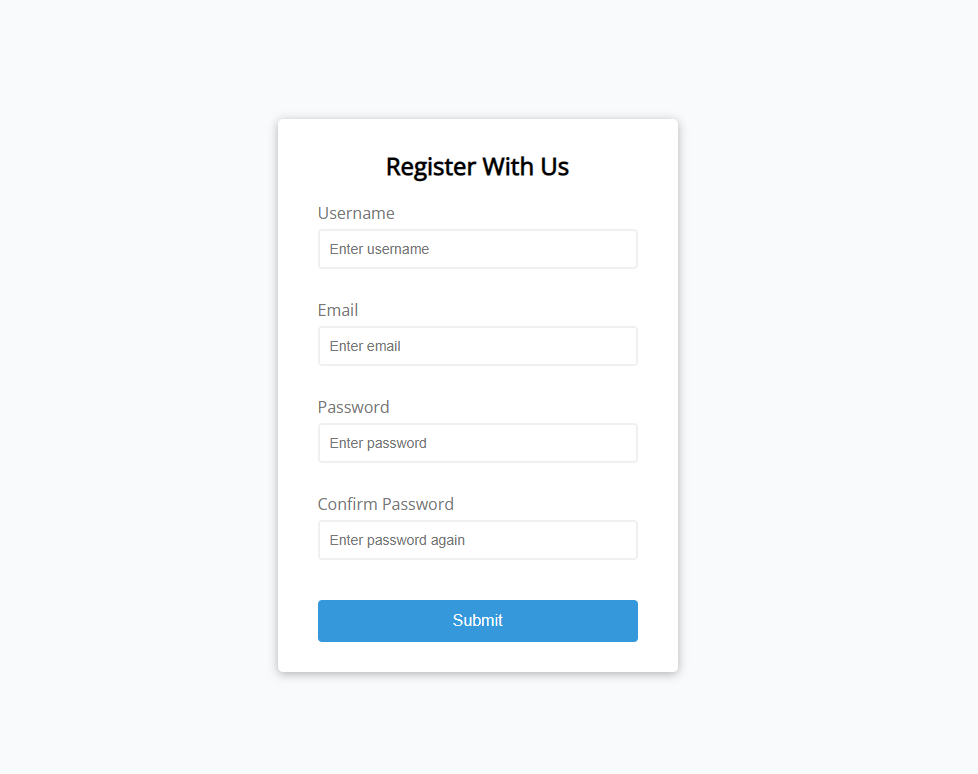 Register With Us
Username
Enter username
Email
Enter email
Password
Enter password
Confirm Password
Enter password again
Submit